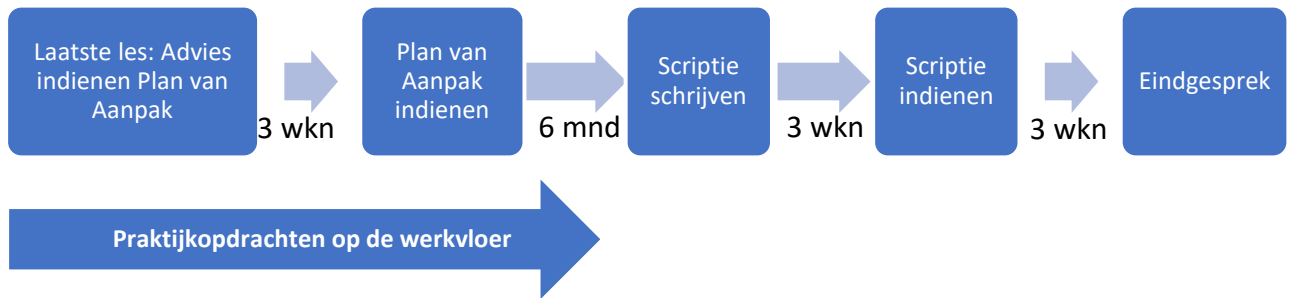 Laatste les: Advies
indienen Plan van
Aanpak
3 wkn
Plan van
Aanpak
indienen
6 mnd
Scriptie
schrijven
3 wkn
Scriptie
indienen
3 wkn
Eindgesprek
Praktijkopdrachten op de werkvloer